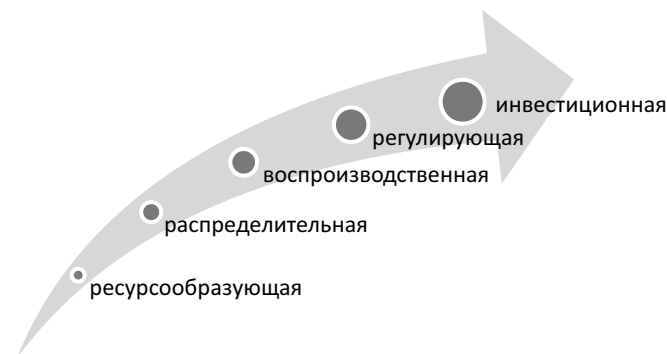 инвестиционная
регулирующая
воспроизводственная
распределительная
ресурсообразующая